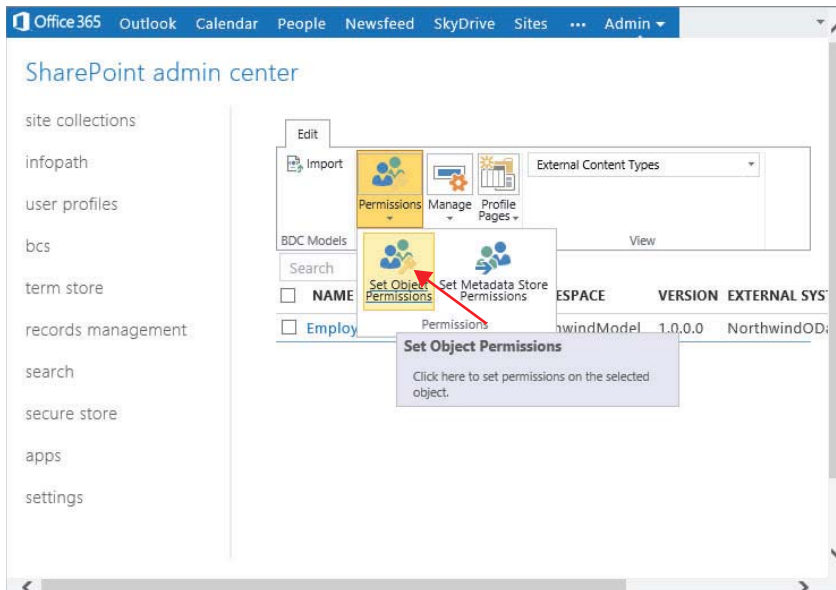 Office 365 Outlook Calendar People Newsfeed SkyDrive Sites ... Admin
SharePoint admin center
site collections
infopath
user profiles
bcs
term store
records management
search
secure store
apps
settings
Edit
Import
Permissions
Manage
Profile
Pages
External Content Types
BDC Models
View
Set Object
Permissions
Set Metadata Store
Permissions
Permissions
Search
NAME ESPACE VERSION EXTERNAL SYS
Employ windModel 1.0.0.0 NorthwindOD
Set Object Permissions
Click here to set permissions on the selected
object.